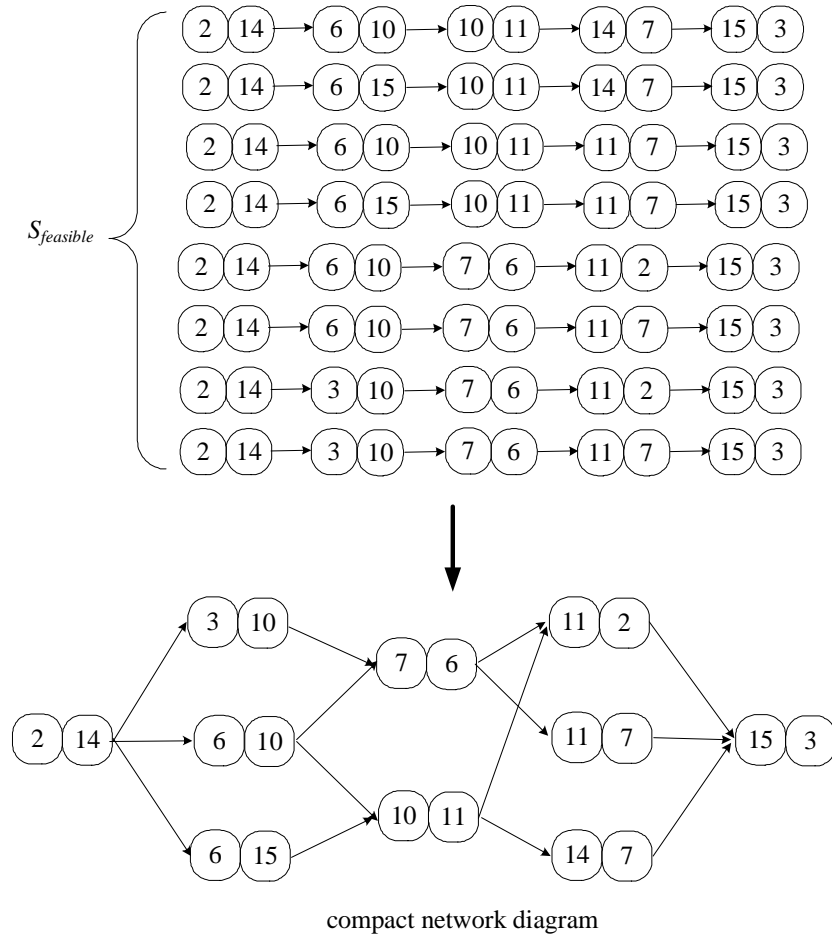 2 14 6 10 10 11 14 7 15 3
2 14 6 15 10 11 14 7 15 3
2 14 6 10 10 11 11 7 15 3
2 14 6 15 10 11 11 7 15 3
S_feasible
2 14 6 10 7 6 11 2 15 3
2 14 6 10 7 6 11 7 15 3
2 14 3 10 7 6 11 2 15 3
2 14 3 10 7 6 11 7 15 3
3 10 11 2
7 6
2 14 6 10 11 7 15 3
10 11
6 15 14 7
compact network diagram